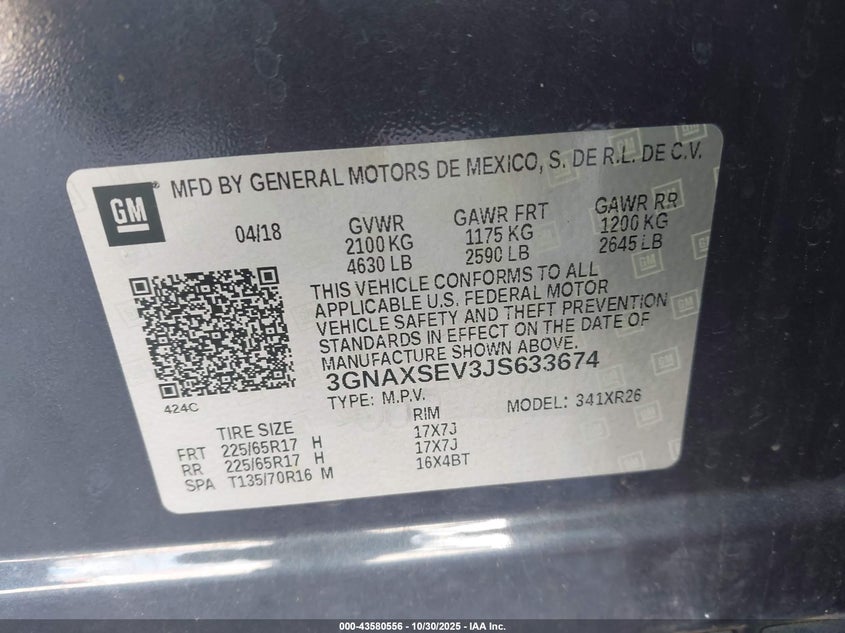 GM
MFD BY GENERAL MOTORS DE MEXICO, S. DE R.L. DE C.V.
04/18 GVWR GAWR FRT GAWR RR
2100 KG 1175 KG 1200 KG
4630 LB 2590 LB 2645 LB
THIS VEHICLE CONFORMS TO ALL
APPLICABLE U.S. FEDERAL MOTOR
VEHICLE SAFETY AND THEFT PREVENTION
STANDARDS IN EFFECT ON THE DATE OF
MANUFACTURE SHOWN ABOVE.
3GNAXSEV3JS633674
424C
TYPE: M.P.V. MODEL: 341XR26
TIRE SIZE RIM
FRT 225/65R17 H 17X7J
RR 225/65R17 H 17X7J
SPA T135/70R16 M 16X4BT
000-43580556 - 10/30/2025 - IAA Inc.